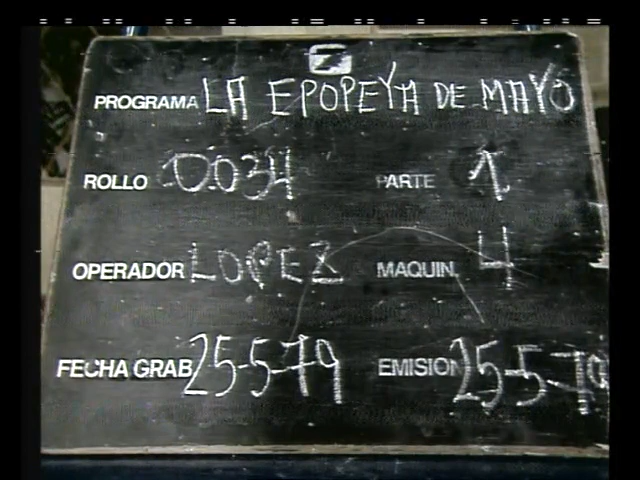 PROGRAMA LA EPOPEYA DE MAYO
ROLLO 0034 PARTE 1
OPERADOR LOPEZ MAQUIN. 4
FECHA GRAB 25-5-79 EMISION 25-5-79